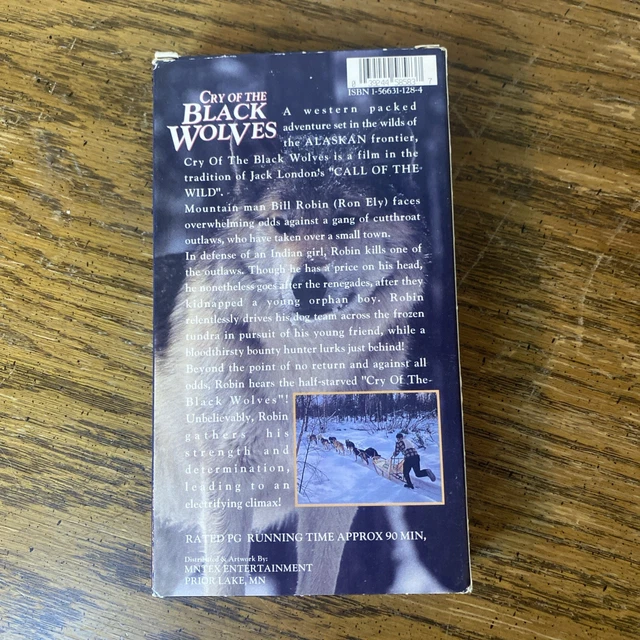 ISBN 1-56631-128-4
CRY OF THE
BLACK
WOLVES
A western packed
adventure set in the wilds of
the ALASKAN frontier,
Cry Of The Black Wolves is a film in the
tradition of Jack London's "CALL OF THE
WILD".
Mountain man Bill Robin (Ron Ely) faces
overwhelming odds against a gang of cutthroat
outlaws, who have taken over a small town.
In defense of an Indian girl, Robin kills one of
the outlaws. Though he has a price on his head,
he nonetheless goes after the renegades, after they
kidnapped a young orphan boy. Robin
relentlessly drives his dog team across the frozen
tundra in pursuit of his young friend, while a
bloodthirsty bounty hunter lurks just behind!
Beyond the point of no return and against all
odds, Robin hears the half-starved "Cry Of The
Black Wolves"!
Unbelievably, Robin
gathers his
strength and
determination,
leading to an
electrifying climax!
RATED PG RUNNING TIME APPROX 90 MIN,
Distributed & Artwork By:
MNTEX ENTERTAINMENT
PRIOR LAKE, MN